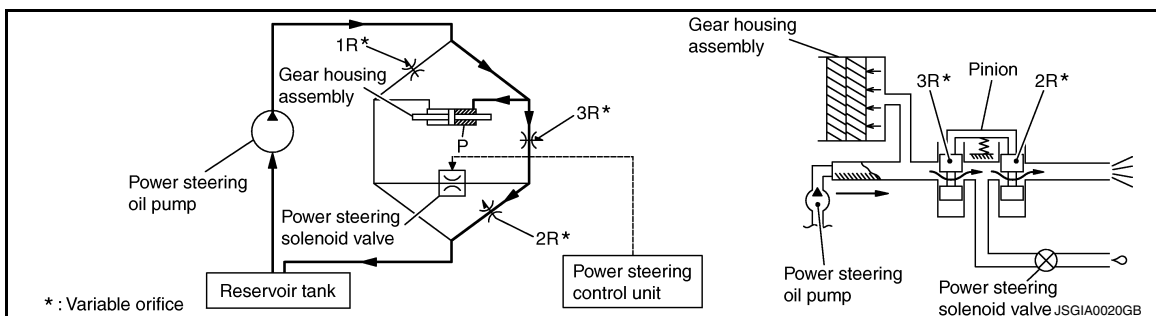 1R*
Gear housing
assembly
3R*
P
Power steering
oil pump
Power steering
solenoid valve
2R*
Reservoir tank
Power steering
control unit
* : Variable orifice
Gear housing
assembly
Pinion
3R*
2R*
Power steering
oil pump
Power steering
solenoid valve
JSGIA0020GB